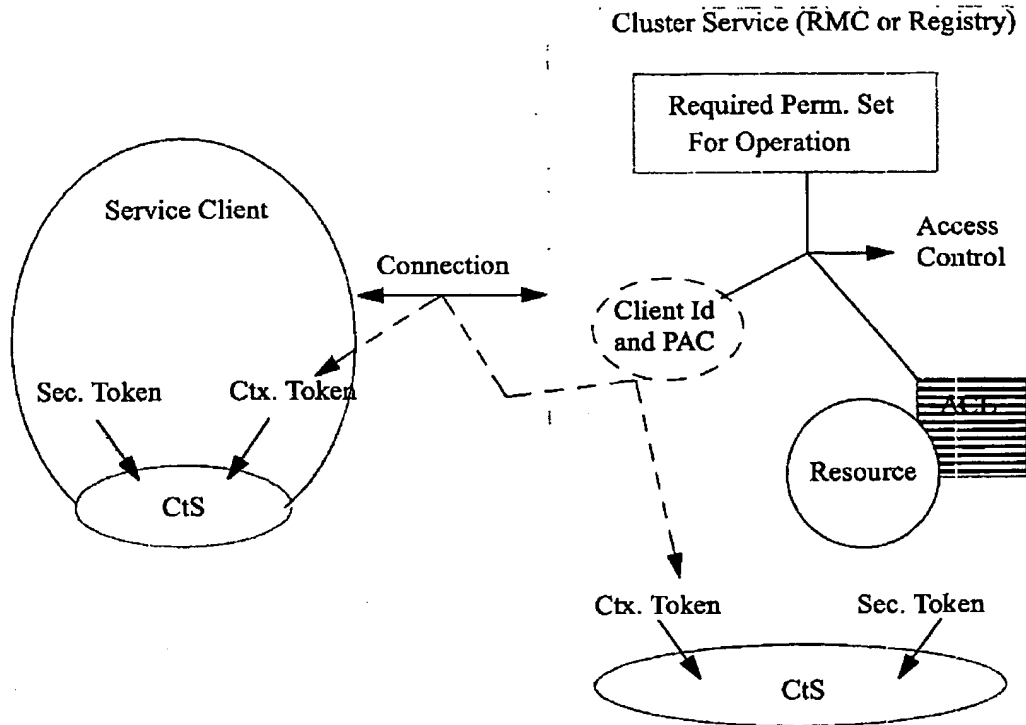 Cluster Service (RMC or Registry)
Required Perm. Set
For Operation
Service Client
Access
Control
Connection
Client Id
and PAC
Sec. Token
Ctx. Token
ACL
Resource
CtS
Ctx. Token
Sec. Token
CtS